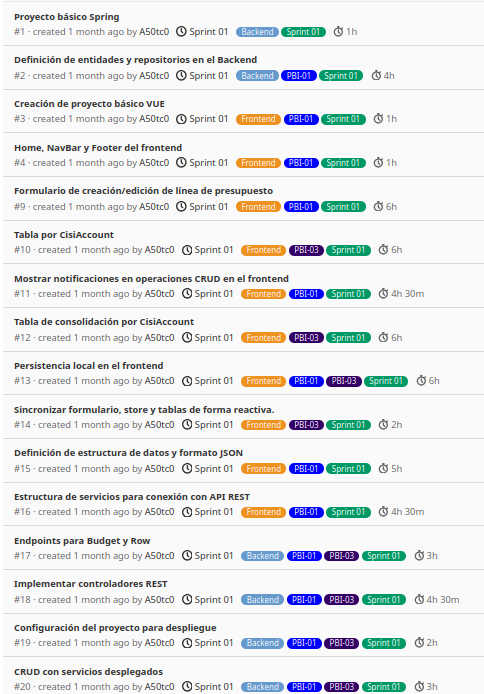 Proyecto básico Spring
#1 · created 1 month ago by A50tc0 Sprint 01 Backend Sprint 01 1h
Definición de entidades y repositorios en el Backend
#2 · created 1 month ago by A50tc0 Sprint 01 Backend PBI-01 Sprint 01 4h
Creación de proyecto básico VUE
#3 · created 1 month ago by A50tc0 Sprint 01 Frontend PBI-01 Sprint 01 1h
Home, NavBar y Footer del frontend
#4 · created 1 month ago by A50tc0 Sprint 01 Frontend PBI-01 Sprint 01 1h
Formulario de creación/edición de línea de presupuesto
#9 · created 1 month ago by A50tc0 Sprint 01 Frontend PBI-01 Sprint 01 6h
Tabla por CisiAccount
#10 · created 1 month ago by A50tc0 Sprint 01 Frontend PBI-03 Sprint 01 6h
Mostrar notificaciones en operaciones CRUD en el frontend
#11 · created 1 month ago by A50tc0 Sprint 01 Frontend PBI-01 Sprint 01 4h 30m
Tabla de consolidación por CisiAccount
#12 · created 1 month ago by A50tc0 Sprint 01 Frontend PBI-03 Sprint 01 6h
Persistencia local en el frontend
#13 · created 1 month ago by A50tc0 Sprint 01 Frontend PBI-01 PBI-03 Sprint 01 6h
Sincronizar formulario, store y tablas de forma reactiva.
#14 · created 1 month ago by A50tc0 Sprint 01 Frontend PBI-03 Sprint 01 2h
Definición de estructura de datos y formato JSON
#15 · created 1 month ago by A50tc0 Sprint 01 Frontend PBI-01 Sprint 01 5h
Estructura de servicios para conexión con API REST
#16 · created 1 month ago by A50tc0 Sprint 01 Frontend PBI-01 Sprint 01 4h 30m
Endpoints para Budget y Row
#17 · created 1 month ago by A50tc0 Sprint 01 Backend PBI-01 PBI-03 Sprint 01 3h
Implementar controladores REST
#18 · created 1 month ago by A50tc0 Sprint 01 Backend PBI-01 PBI-03 Sprint 01 4h 30m
Configuración del proyecto para despliegue
#19 · created 1 month ago by A50tc0 Sprint 01 Backend PBI-01 PBI-03 Sprint 01 2h
CRUD con servicios desplegados
#20 · created 1 month ago by A50tc0 Sprint 01 Backend PBI-01 PBI-03 Sprint 01 3h